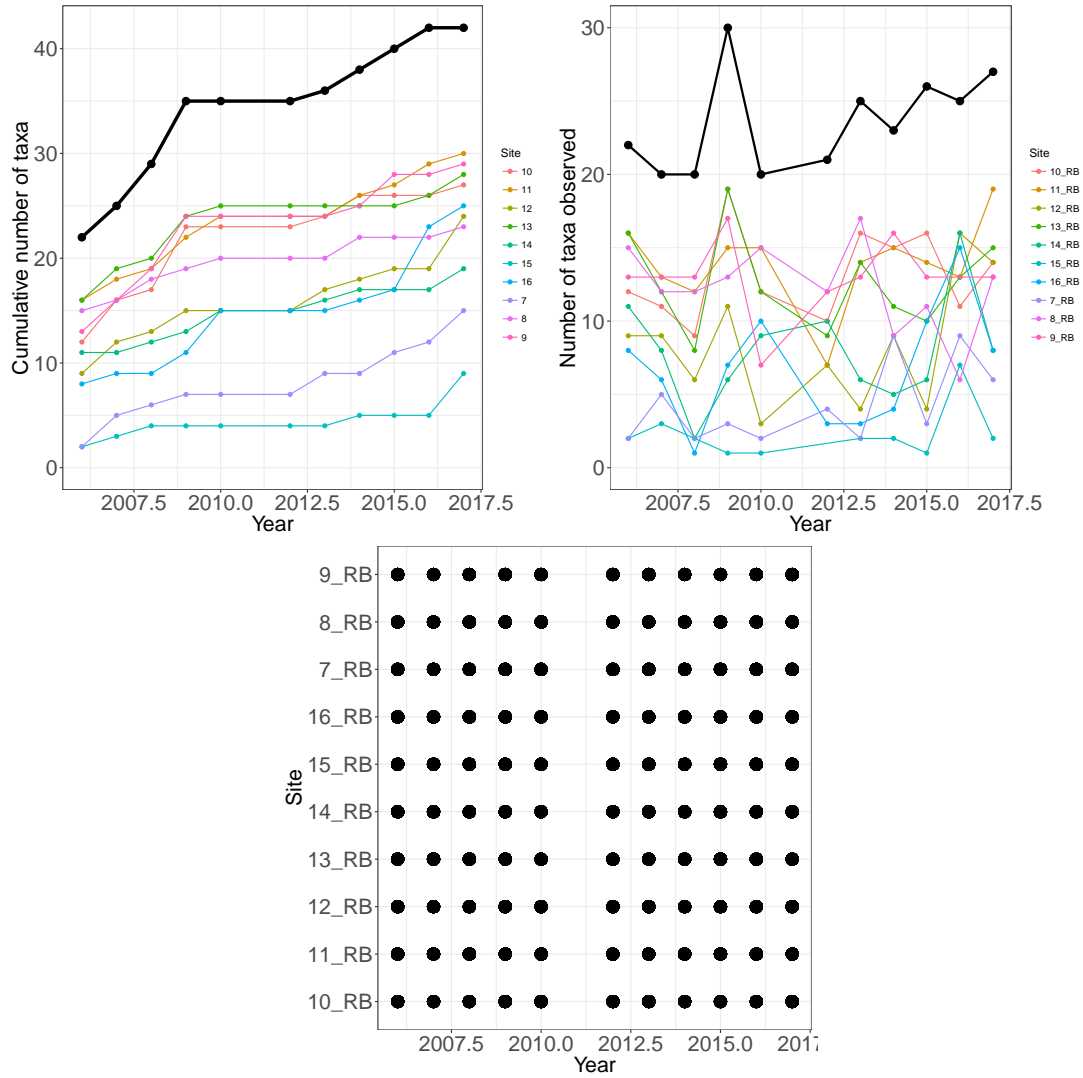 Cumulative number of taxa
40
30
20
10
0
2007.5 2010.0 2012.5 2015.0 2017.5
Year
Site
10
11
12
13
14
15
16
7
8
9
Number of taxa observed
30
20
10
0
2007.5 2010.0 2012.5 2015.0 2017.5
Year
Site
10_RB
11_RB
12_RB
13_RB
14_RB
15_RB
16_RB
7_RB
8_RB
9_RB
Site
9_RB
8_RB
7_RB
16_RB
15_RB
14_RB
13_RB
12_RB
11_RB
10_RB
2007.5 2010.0 2012.5 2015.0
Year